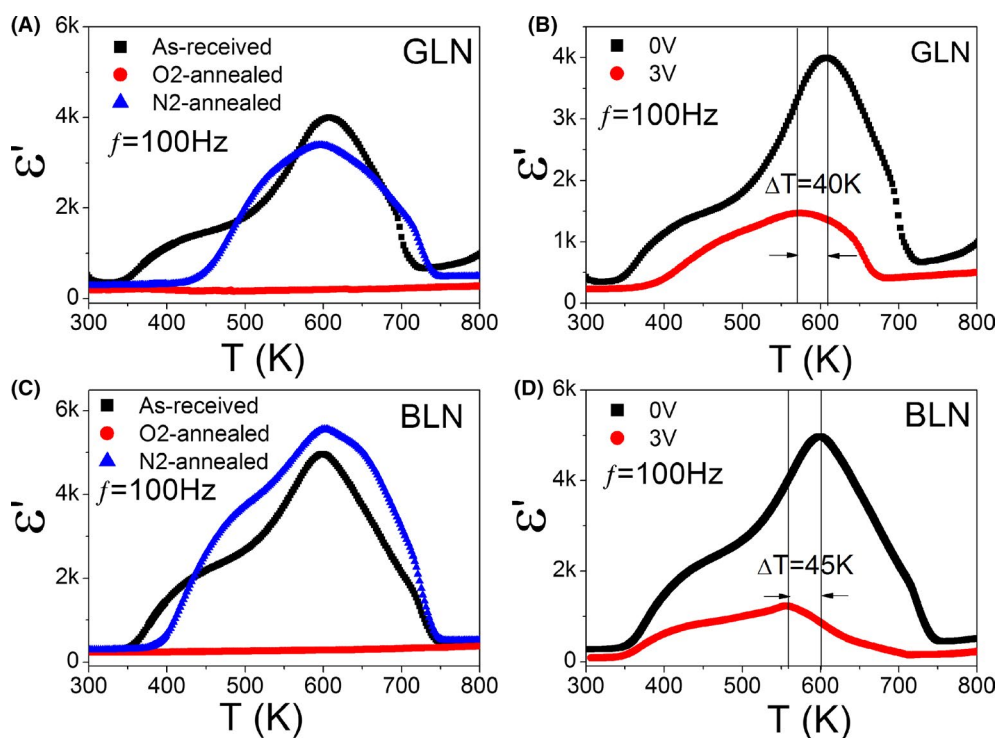 (A)
6k
4k
2k
0
As-received
O2-annealed
N2-annealed
f=100Hz
GLN
ε'
300 400 500 600 700 800
T (K)
(B)
4k
3k
2k
1k
0
0V
3V
f=100Hz
GLN
ΔT=40K
ε'
300 400 500 600 700 800
T (K)
(C)
6k
4k
2k
0
As-received
O2-annealed
N2-annealed
f=100Hz
BLN
ε'
300 400 500 600 700 800
T (K)
(D)
6k
4k
2k
0
0V
3V
f=100Hz
BLN
ΔT=45K
ε'
300 400 500 600 700 800
T (K)